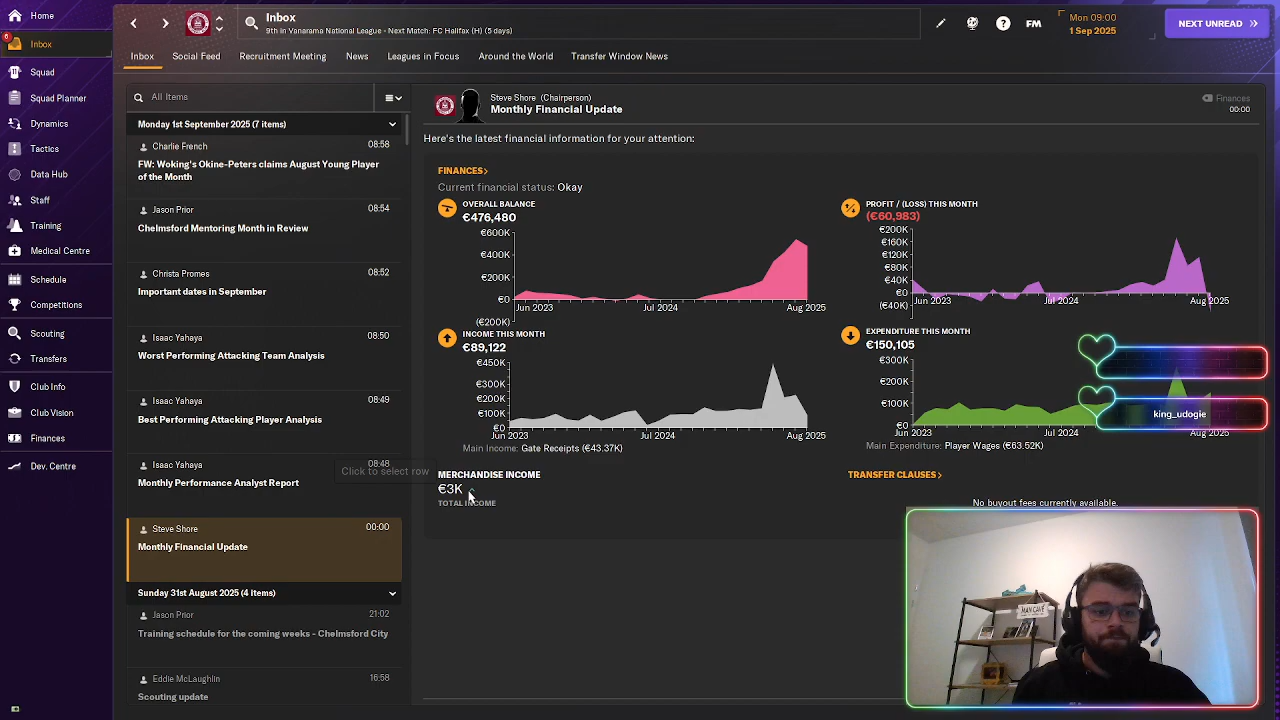 Home
6
Inbox
Squad
Squad Planner
Dynamics
Tactics
Data Hub
Staff
Training
Medical Centre
Schedule
Competitions
Scouting
Transfers
Club Info
Club Vision
Finances
Dev. Centre
Inbox
9th in Vanarama National League - Next Match: FC Halifax (H) (5 days)
?
FM
Mon 09:00
1 Sep 2025
NEXT UNREAD
Inbox
Social Feed
Recruitment Meeting
News
Leagues in Focus
Around the World
Transfer Window News
All Items
Monday 1st September 2025 (7 items)
Charlie French
08:58
FW: Woking's Okine-Peters claims August Young Player
of the Month
Jason Prior
08:54
Chelmsford Mentoring Month in Review
Christa Promes
08:52
Important dates in September
Isaac Yahaya
08:50
Worst Performing Attacking Team Analysis
Isaac Yahaya
08:49
Best Performing Attacking Player Analysis
Isaac Yahaya
08:48
Monthly Performance Analyst Report
Click to select row
Steve Shore
00:00
Monthly Financial Update
Sunday 31st August 2025 (4 items)
Jason Prior
21:02
Training schedule for the coming weeks - Chelmsford City
Eddie McLaughlin
16:58
Scouting update
Steve Shore (Chairperson)
Monthly Financial Update
Finances
00:00
Here's the latest financial information for your attention:
FINANCES>
Current financial status: Okay
OVERALL BALANCE
€476,480
€600K
€400K
€200K
€0
(€200K)
Jun 2023
Jul 2024
Aug 2025
PROFIT / (LOSS) THIS MONTH
(€60,983)
€200K
€160K
€120K
€80K
€40K
€0
(€40K)
Jun 2023
Jul 2024
Aug 2025
INCOME THIS MONTH
€89,122
€450K
€300K
€200K
€100K
€0
Jun 2023
Jul 2024
Aug 2025
Main Income: Gate Receipts (€43.37K)
EXPENDITURE THIS MONTH
€150,105
€300K
€200K
€100K
€0
Jun 2023
Jul 2024
Aug 2025
Main Expenditure: Player Wages (€63.52K)
king_udogie
MERCHANDISE INCOME
€3K
TOTAL INCOME
TRANSFER CLAUSES>
No buyout fees currently available.
MAN CAVE